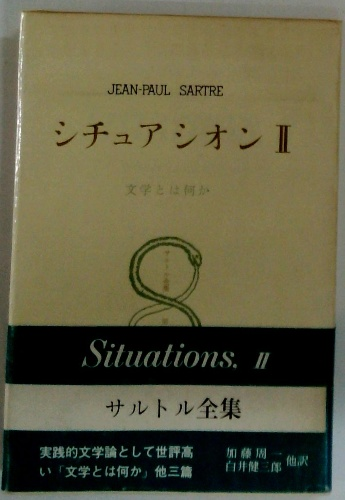 JEAN-PAUL SARTRE
シチュアシオン II
文学とは何か
Situations. II
サルトル全集
実践的文学論として世評高
い「文学とは何か」他三篇
加藤周一
白井健三郎 他訳